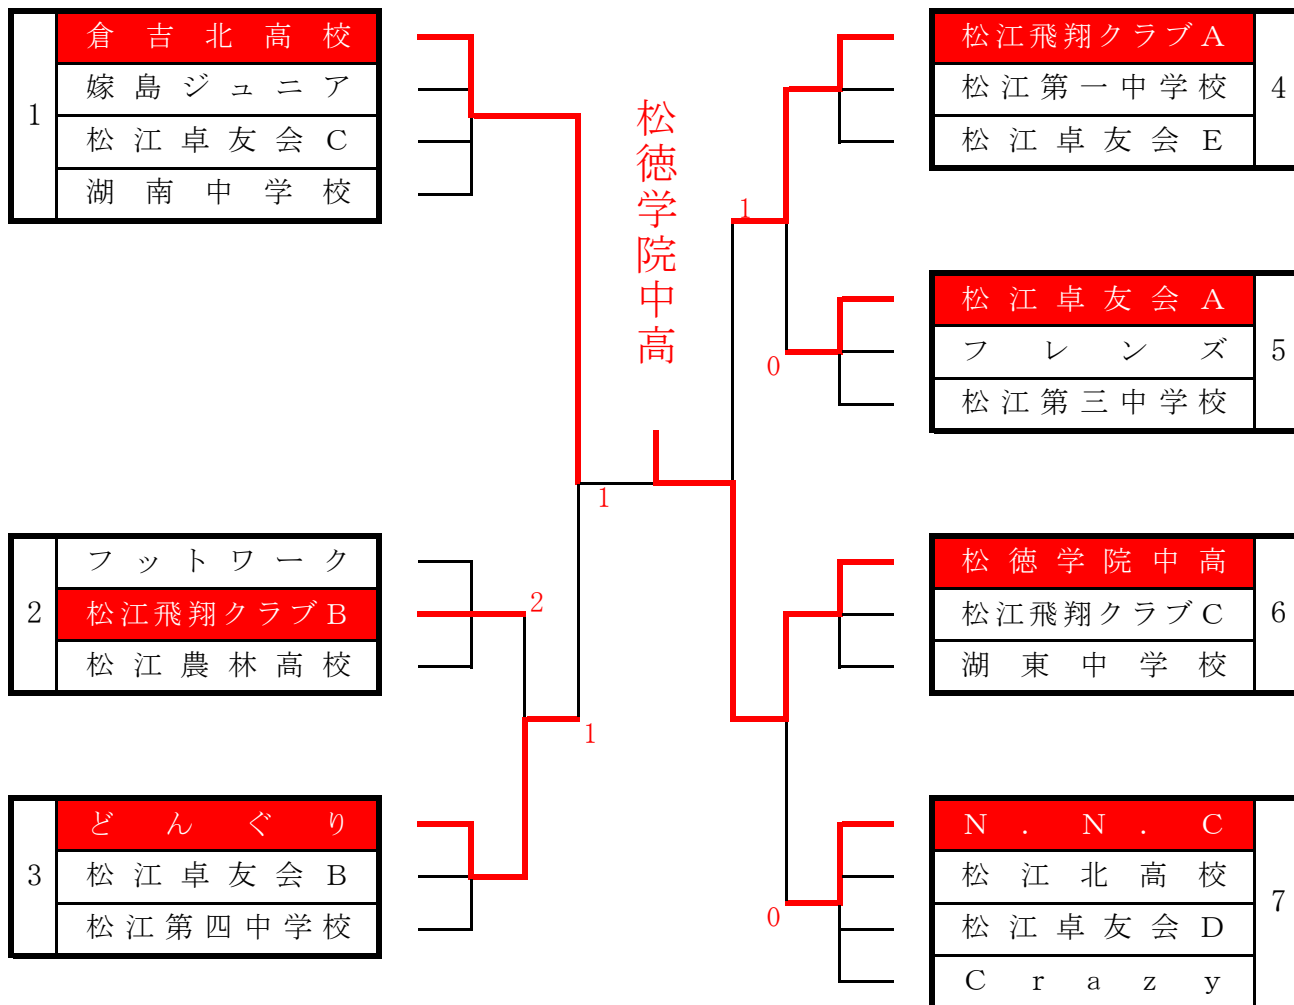 1
倉吉北高校
嫁島ジュニア
松江卓友会C
湖南中学校
2
フットワーク
松江飛翔クラブB
松江農林高校
3
どんぐり
松江卓友会B
松江第四中学校
2
1
1
松徳学院中高
1
0
0
松江飛翔クラブA
松江第一中学校
松江卓友会E
4
松江卓友会A
フレンズ
松江第三中学校
5
松徳学院中高
松江飛翔クラブC
湖東中学校
6
N.N.C
松江北高校
松江卓友会D
Crazy
7